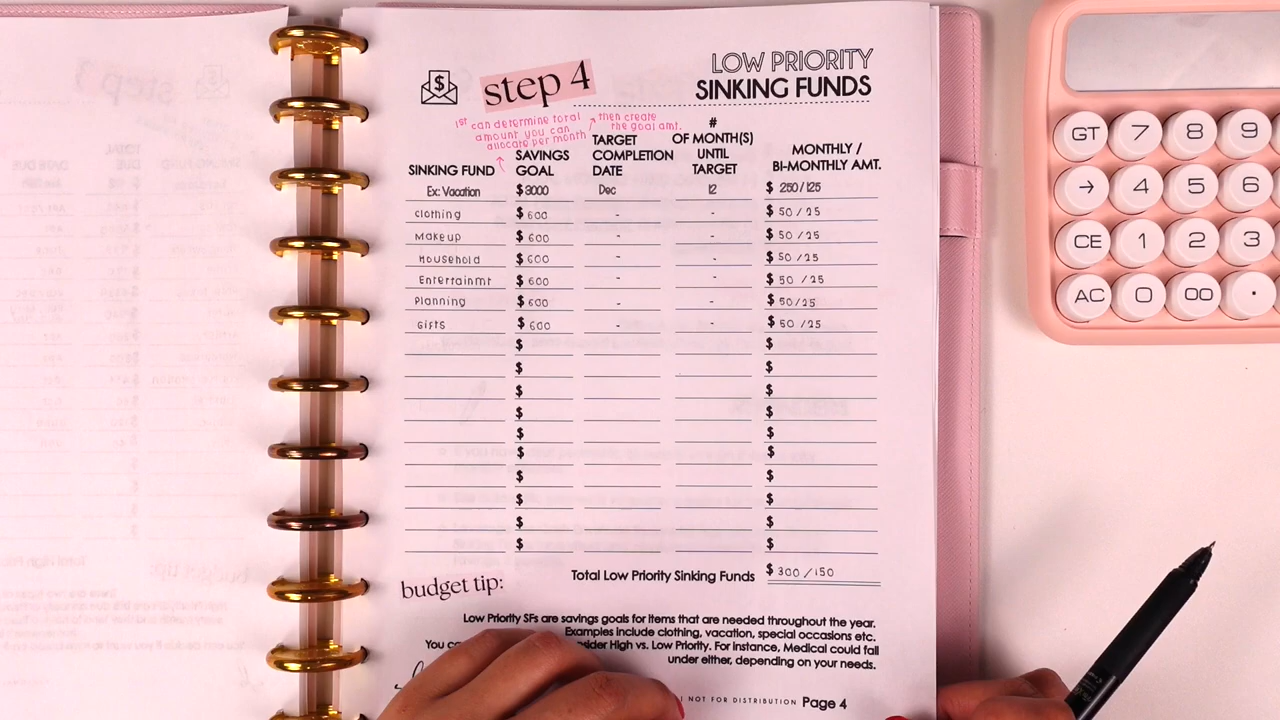 $
step 4
LOW PRIORITY
SINKING FUNDS
1st can determine total
amount you can
allocate per month
then create
the goal amt.
SINKING FUND
SAVINGS
GOAL
TARGET
COMPLETION
DATE
#
OF MONTH(S)
UNTIL
TARGET
MONTHLY /
BI-MONTHLY AMT.
Ex: Vacation $ 3000 Dec 12 $ 250 / 125
Clothing $ 600 - - $ 50 / 25
Makeup $ 600 - - $ 50 / 25
Household $ 600 - - $ 50 / 25
Entertainmt $ 600 - - $ 50 / 25
Planning $ 600 - - $ 50/25
Gifts $ 600 - - $ 50 / 25
$ $
$ $
$ $
$ $
$ $
$ $
$ $
$ $
$ $
$ $
Total Low Priority Sinking Funds $ 300 / 150
budget tip:
Low Priority SFs are savings goals for items that are needed throughout the year.
Examples include clothing, vacation, special occasions etc.
You High vs. Low Priority. For instance, Medical could fall
under either, depending on your needs.
NOT FOR DISTRIBUTION Page 4
GT 7 8 9
→ 4 5 6
CE 1 2 3
AC 0 00 .